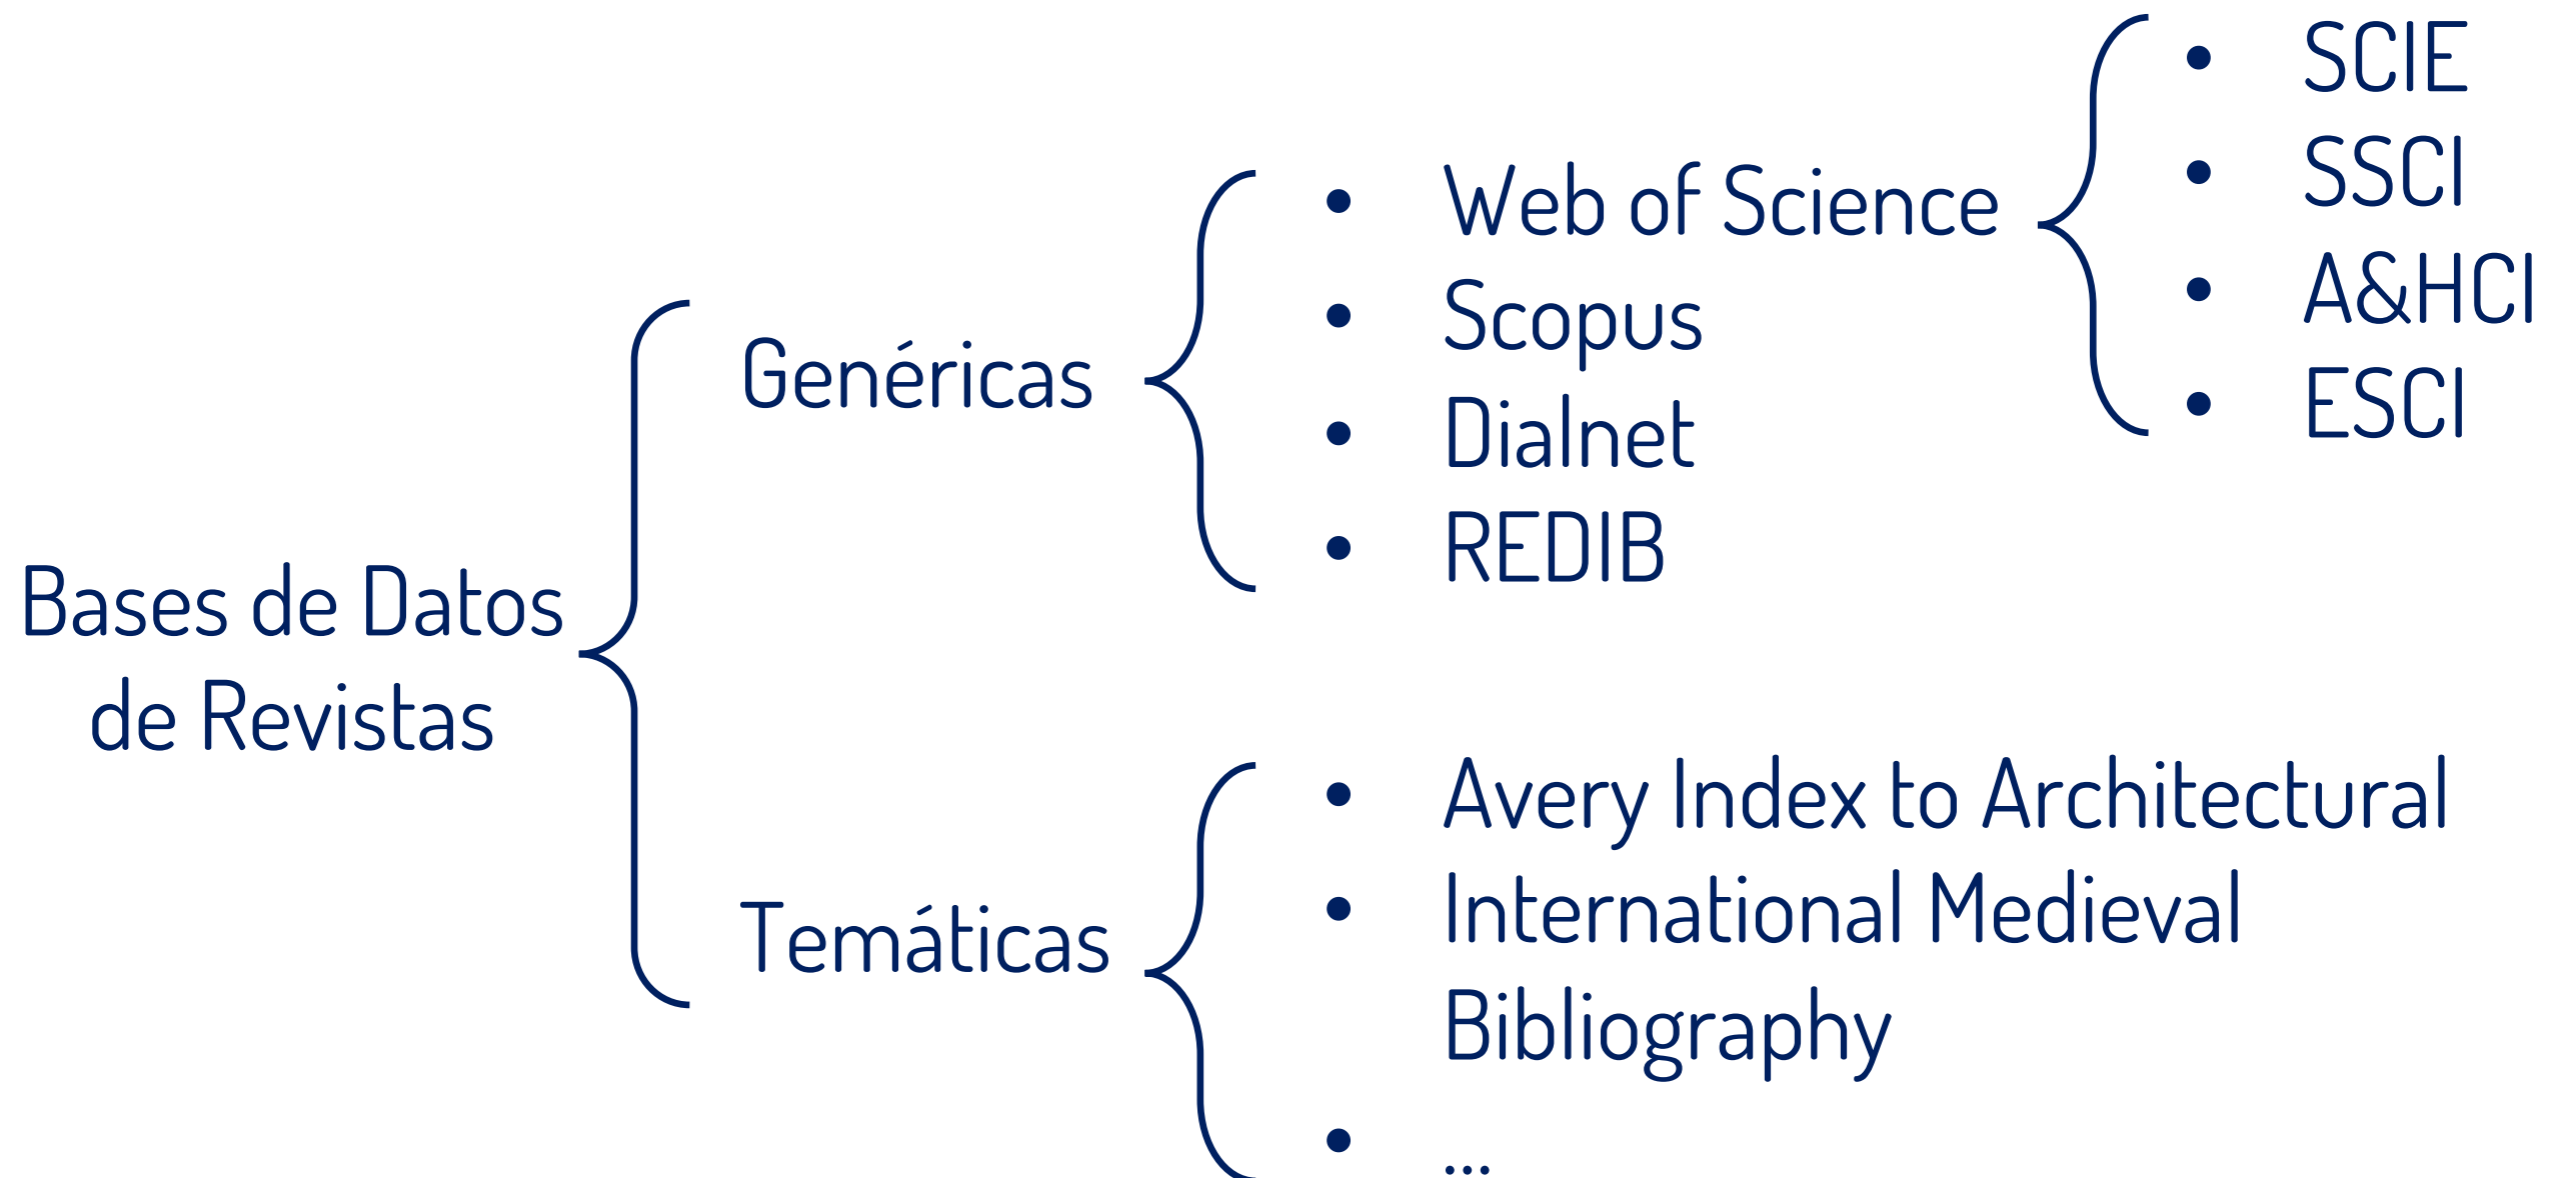 Bases de Datos
de Revistas
Genéricas
• Web of Science
• Scopus
• Dialnet
• REDIB
• SCIE
• SSCI
• A&HCI
• ESCI
Temáticas
• Avery Index to Architectural
• International Medieval
Bibliography
• ...